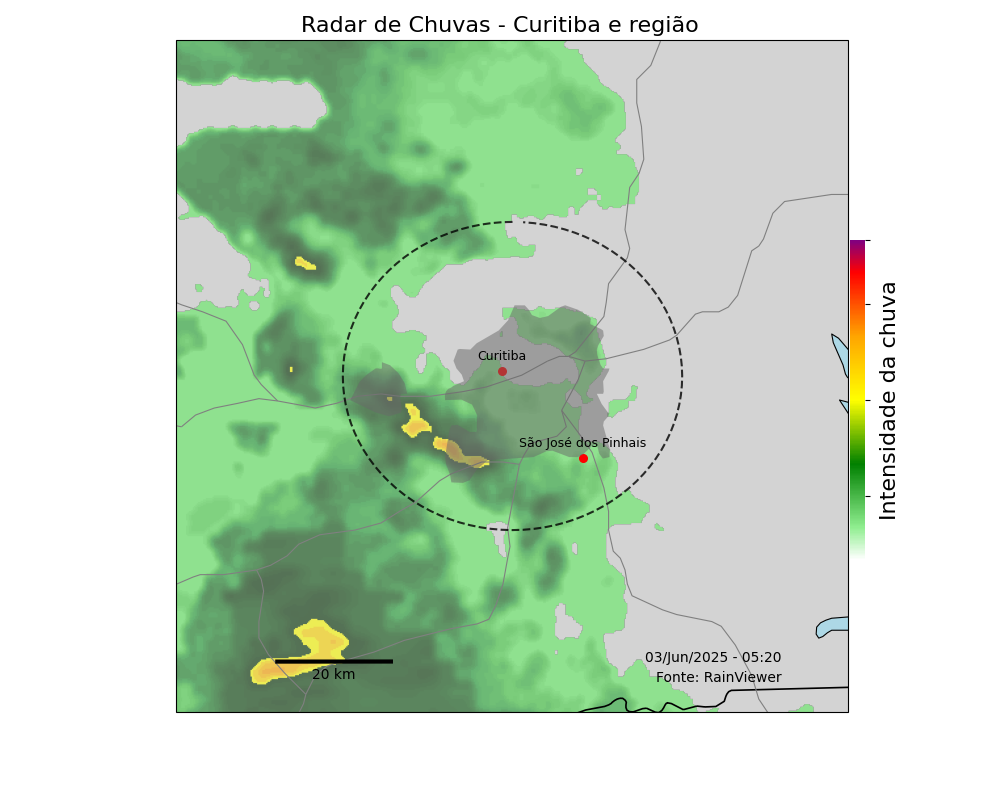 Radar de Chuvas - Curitiba e região
Curitiba
São José dos Pinhais
Intensidade da chuva
03/Jun/2025 - 05:20
Fonte: RainViewer
20 km